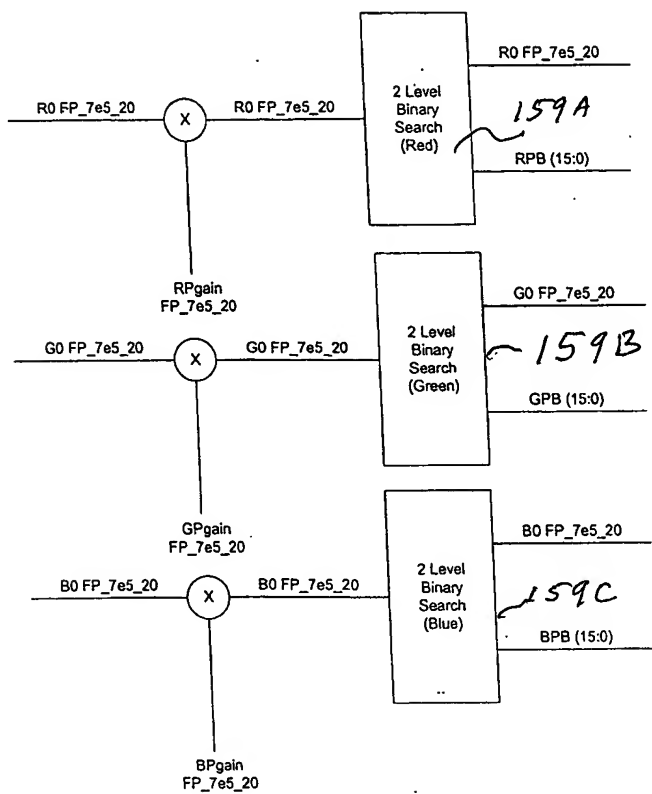 R0 FP_7e5_20
R0 FP_7e5_20
R0 FP_7e5_20
2 Level
Binary
Search
(Red)
159A
RPB (15:0)
X
RPgain
FP_7e5_20
G0 FP_7e5_20
G0 FP_7e5_20
G0 FP_7e5_20
2 Level
Binary
Search
(Green)
159B
GPB (15:0)
X
GPgain
FP_7e5_20
B0 FP_7e5_20
B0 FP_7e5_20
B0 FP_7e5_20
2 Level
Binary
Search
(Blue)
159C
BPB (15:0)
X
BPgain
FP_7e5_20